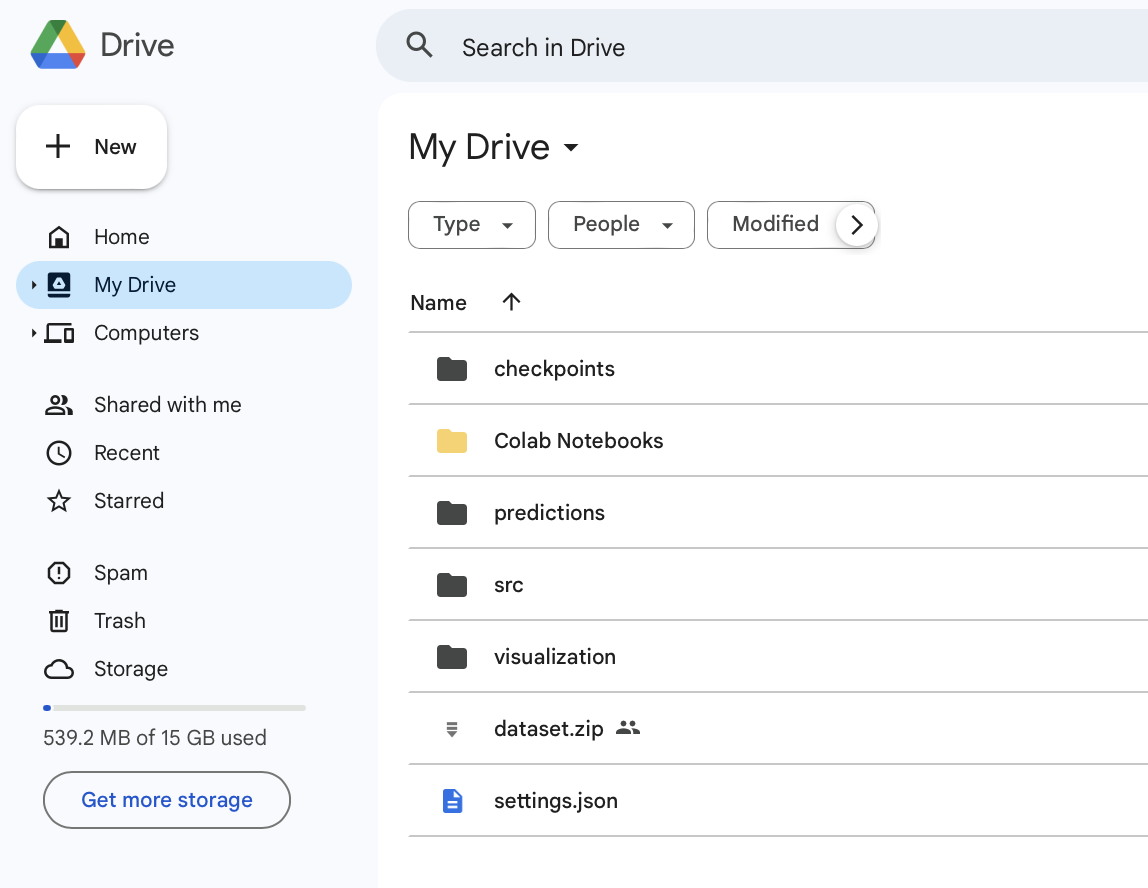 Drive
Search in Drive
New
Home
My Drive
Computers
Shared with me
Recent
Starred
Spam
Trash
Storage
539.2 MB of 15 GB used
Get more storage
My Drive
Type People Modified
Name
checkpoints
Colab Notebooks
predictions
src
visualization
dataset.zip
settings.json